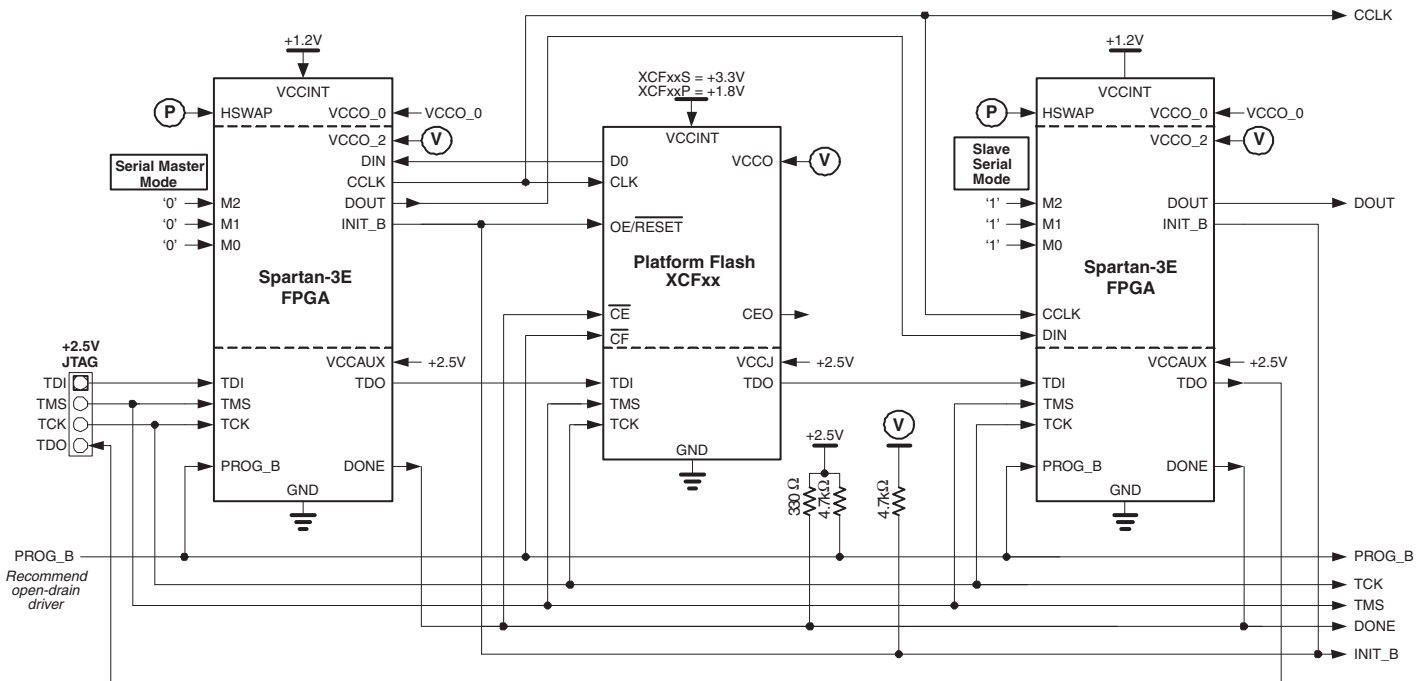 CCLK
+1.2V
VCCINT
P
HSWAP
VCCO_0
VCCO_0
VCCO_2
V
Serial Master
Mode
DIN
CCLK
DOUT
INIT_B
'0'
M2
'0'
M1
'0'
M0
Spartan-3E
FPGA
VCCAUX
+2.5V
TDI
TDO
TMS
TCK
PROG_B
DONE
GND
+2.5V
JTAG
TDI
TMS
TCK
TDO
XCFxxS = +3.3V
XCFxxP = +1.8V
VCCINT
D0
VCCO
V
CLK
OE/RESET
Platform Flash
XCFxx
CE
CEO
CF
VCCJ
+2.5V
TDI
TDO
TMS
TCK
GND
+2.5V
330 Ω
4.7kΩ
V
4.7kΩ
+1.2V
VCCINT
P
HSWAP
VCCO_0
VCCO_0
VCCO_2
V
Slave
Serial
Mode
'1'
M2
'1'
M1
'1'
M0
DOUT
DOUT
INIT_B
Spartan-3E
FPGA
CCLK
DIN
VCCAUX
+2.5V
TDI
TDO
TMS
TCK
PROG_B
DONE
GND
PROG_B
Recommend
open-drain
driver
PROG_B
TCK
TMS
DONE
INIT_B